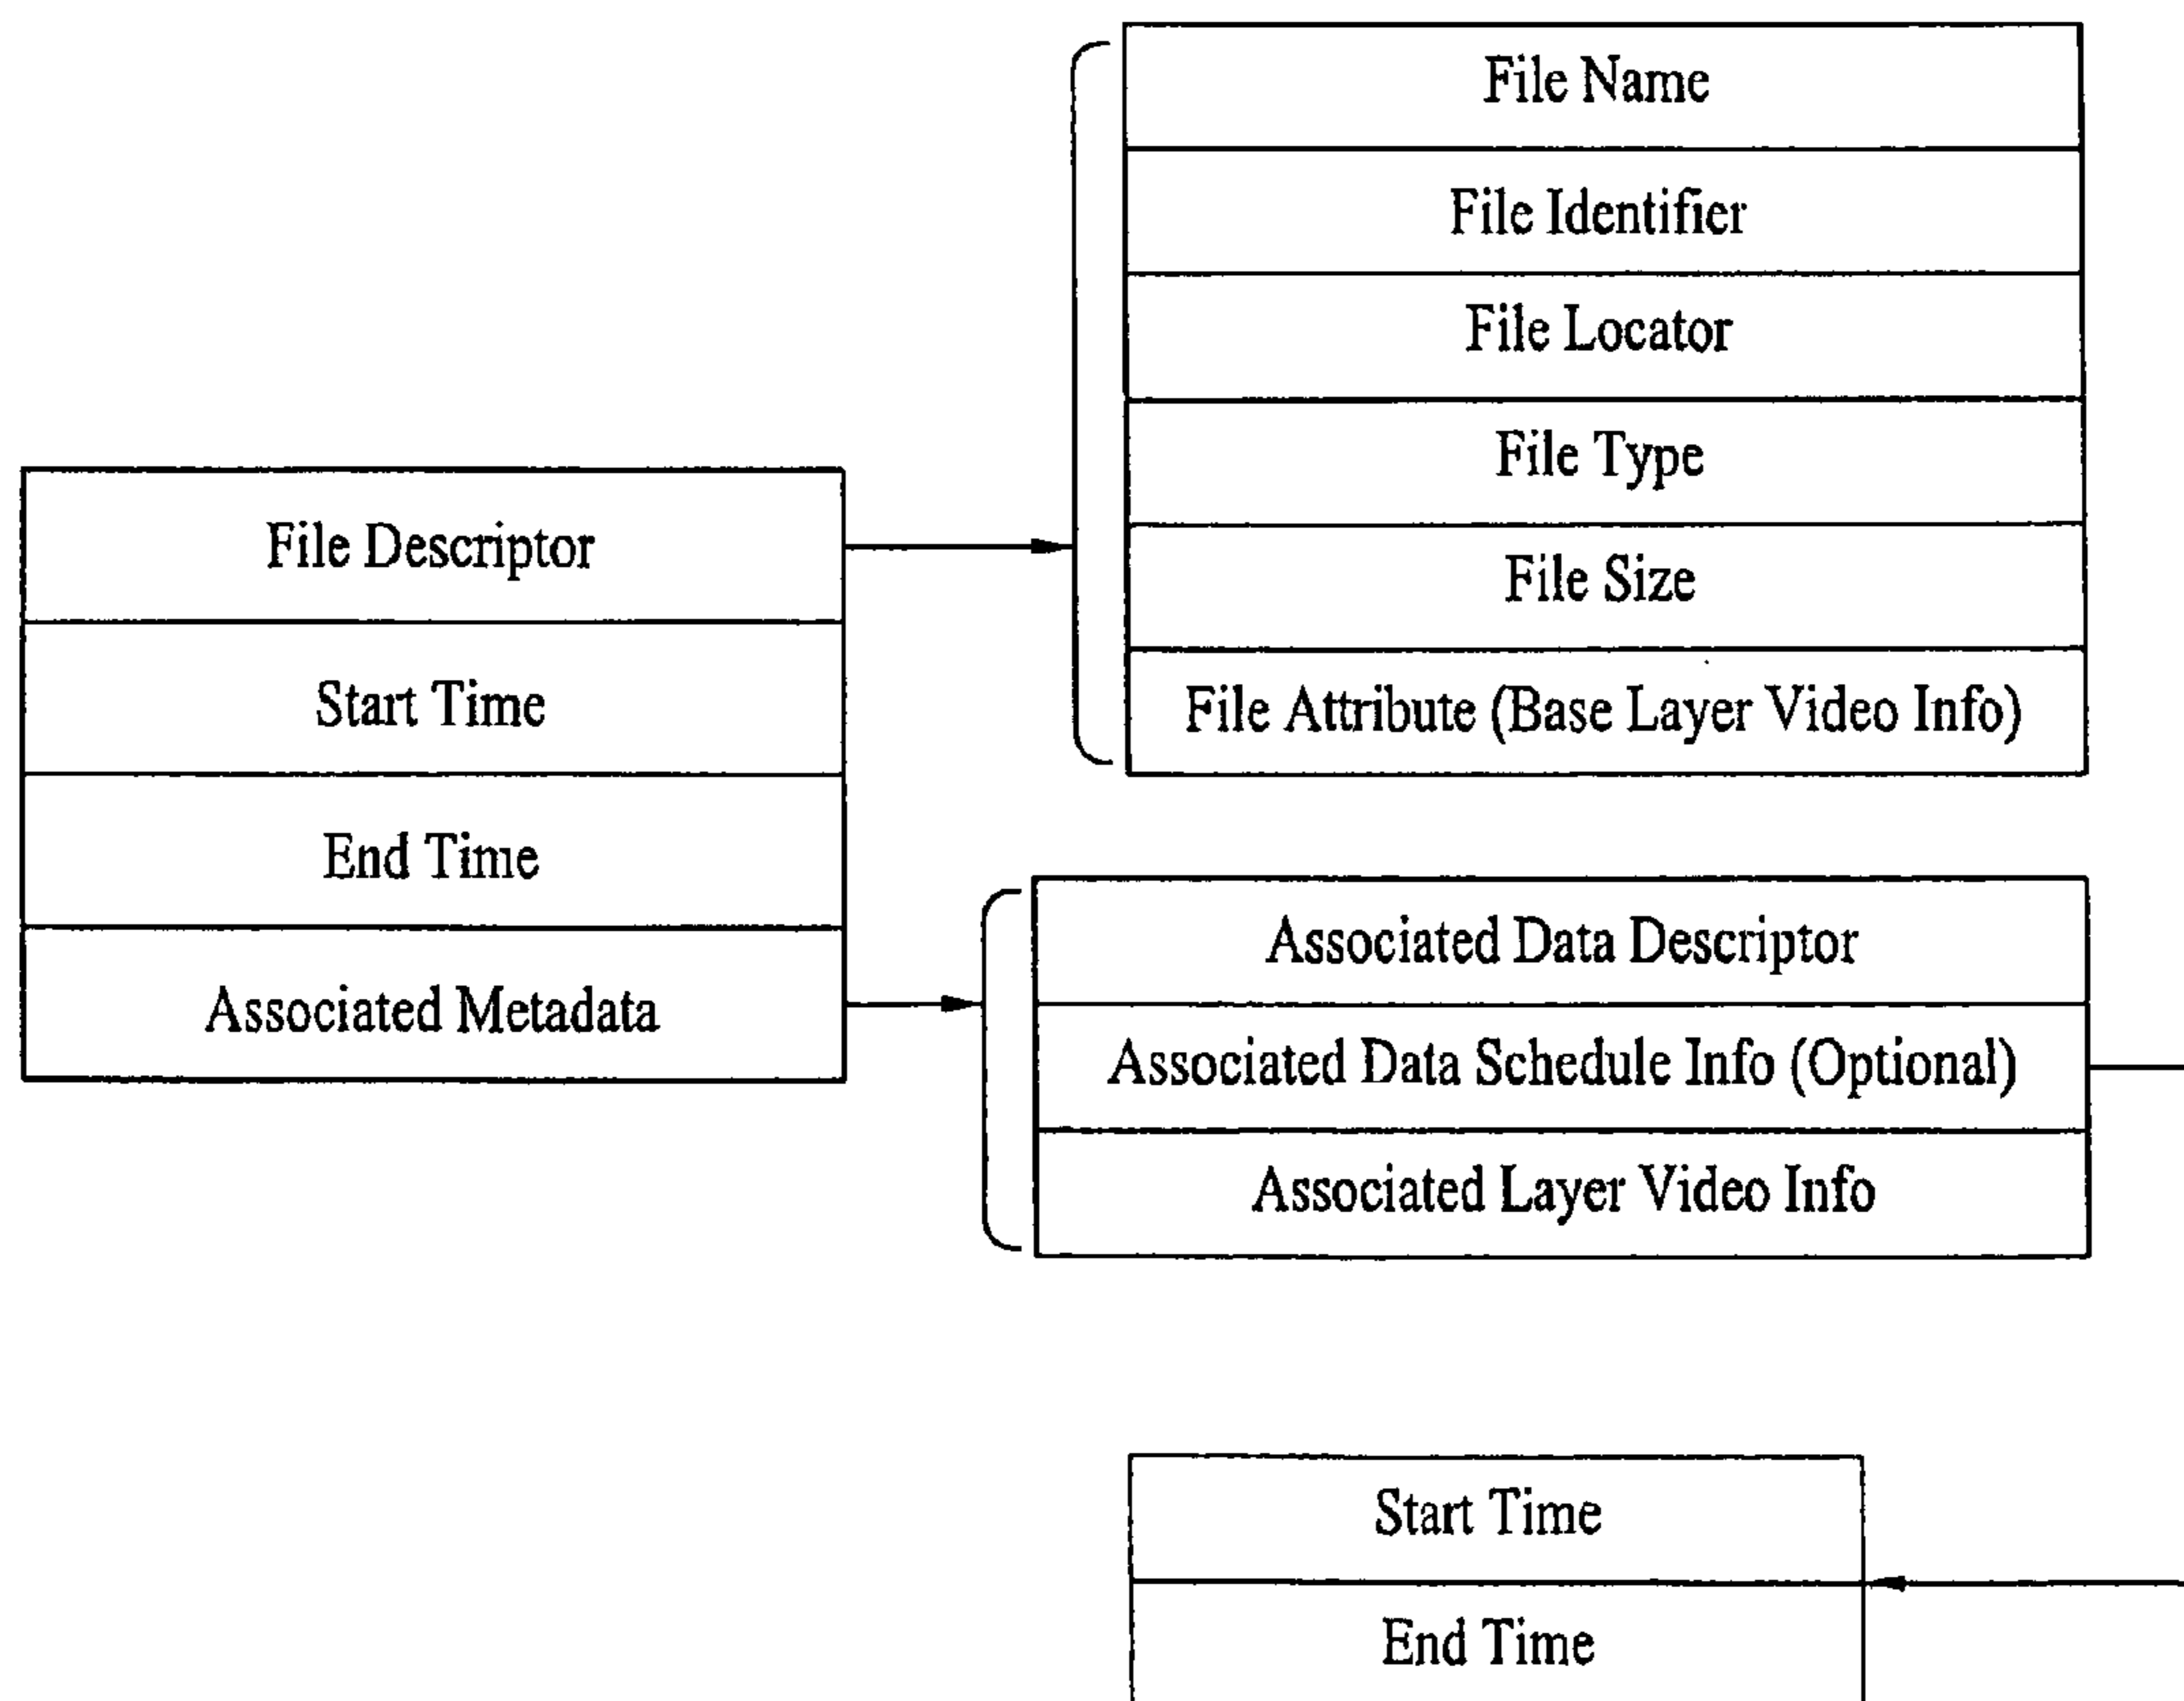 File Descriptor
Start Time
End Time
Associated Metadata
File Name
File Identifier
File Locator
File Type
File Size
File Attribute (Base Layer Video Info)
Associated Data Descriptor
Associated Data Schedule Info (Optional)
Associated Layer Video Info
Start Time
End Time